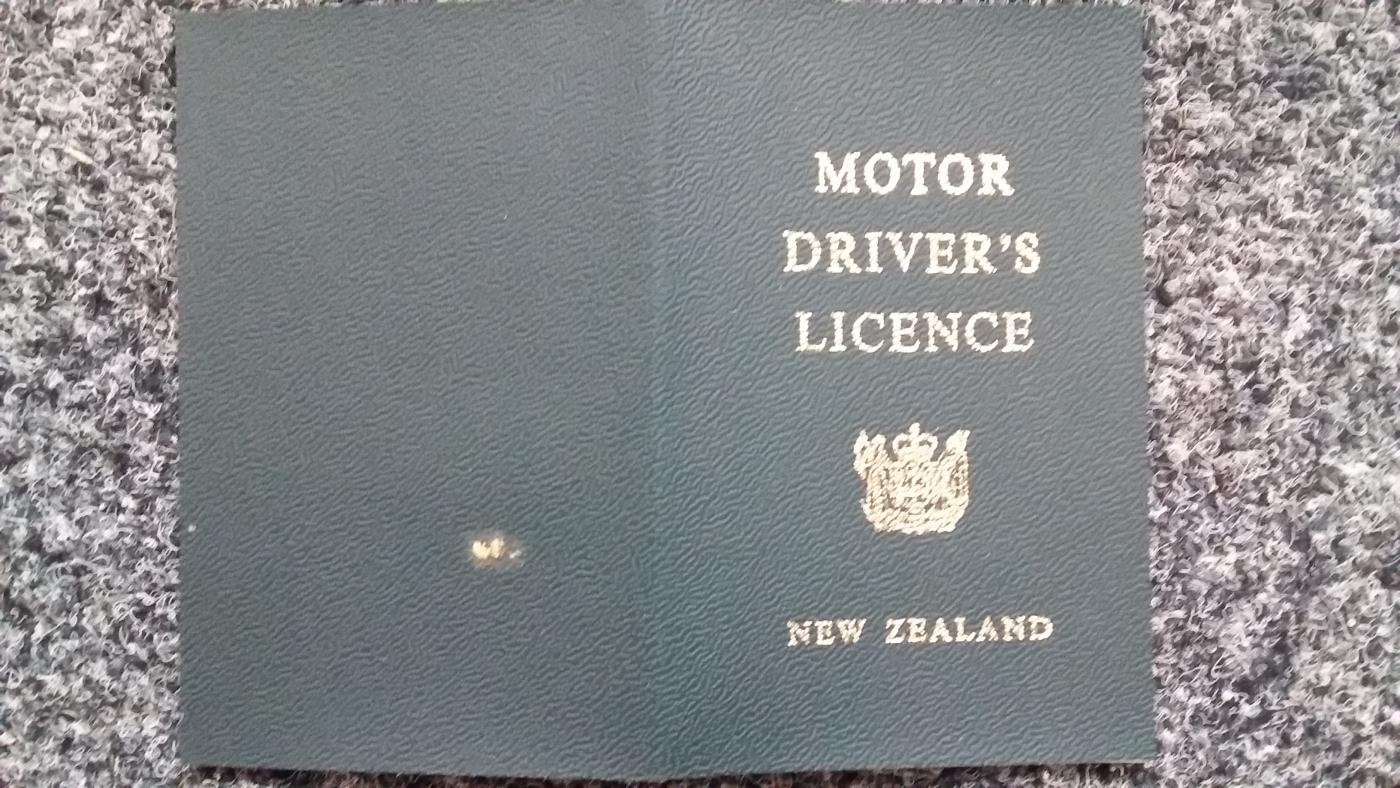 MOTOR
DRIVER'S
LICENCE
NEW ZEALAND